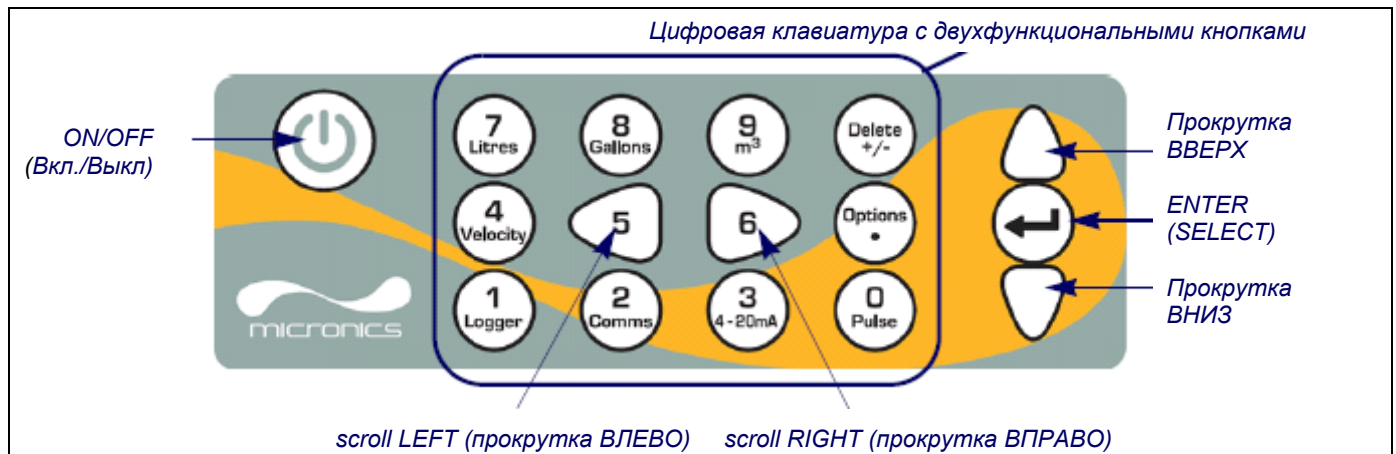 Цифровая клавиатура с двухфункциональными кнопками
ON/OFF
(Вкл./Выкл)
7
Litres
8
Gallons
9
m³
Delete
+/-
Прокрутка
ВВЕРХ
4
Velocity
5
6
Options
•
ENTER
(SELECT)
1
Logger
2
Comms
3
4-20mA
0
Pulse
Прокрутка
ВНИЗ
micronics
scroll LEFT (прокрутка ВЛЕВО)
scroll RIGHT (прокрутка ВПРАВО)